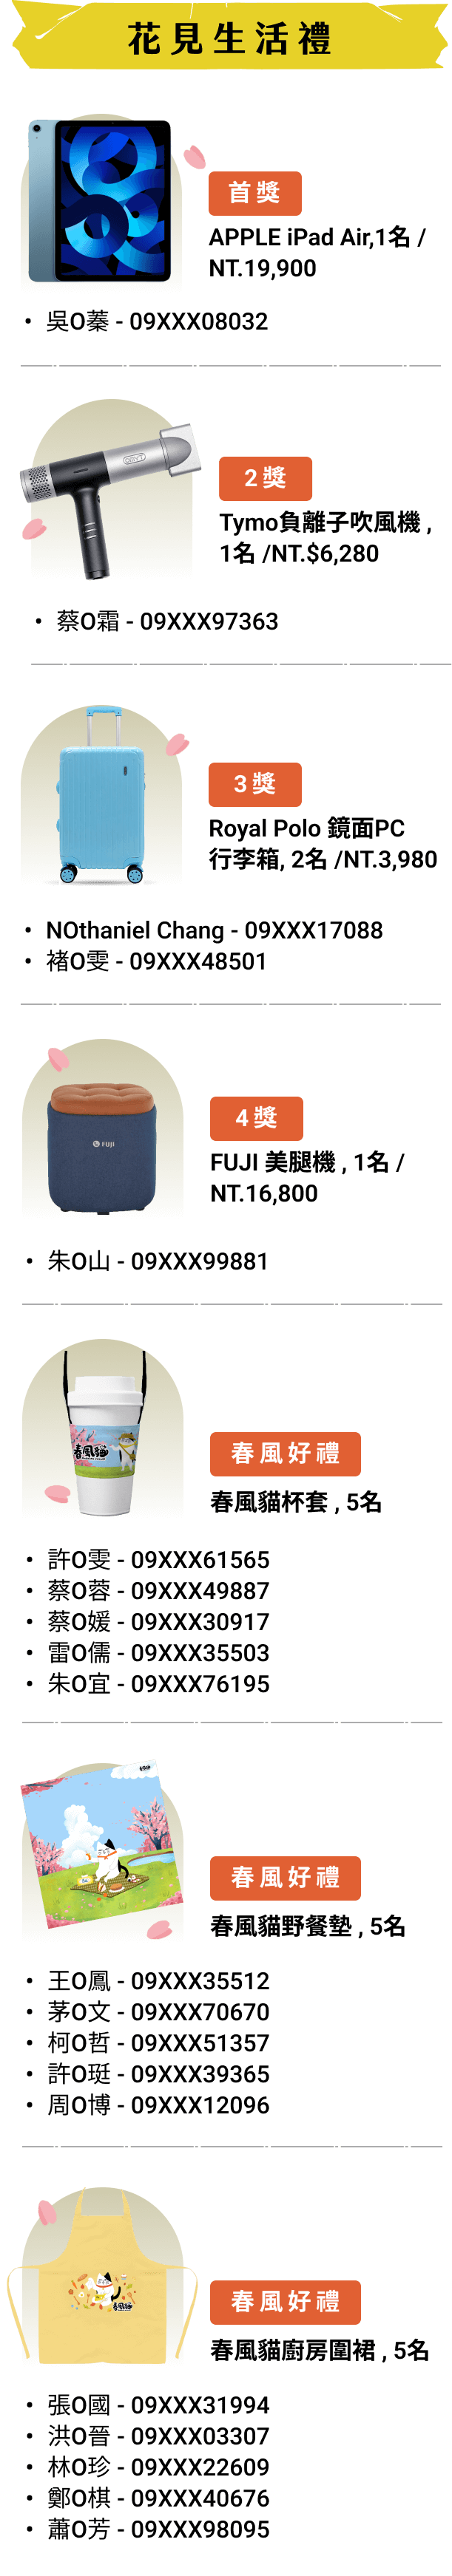 花見生活禮
首獎
APPLE iPad Air,1名 /
NT.19,900
• 吳O蓁 - 09XXX08032
2獎
Tymo負離子吹風機 ,
1名 /NT.$6,280
• 蔡O霜 - 09XXX97363
3獎
Royal Polo 鏡面PC
行李箱, 2名 /NT.3,980
• NOthaniel Chang - 09XXX17088
• 褚O雯 - 09XXX48501
4獎
FUJI
FUJI 美腿機 , 1名 /
NT.16,800
• 朱O山 - 09XXX99881
春風貓
春風好禮
春風貓杯套 , 5名
• 許O雯 - 09XXX61565
• 蔡O蓉 - 09XXX49887
• 蔡O媛 - 09XXX30917
• 雷O儒 - 09XXX35503
• 朱O宜 - 09XXX76195
春風好禮
春風貓野餐墊 , 5名
• 王O鳳 - 09XXX35512
• 茅O文 - 09XXX70670
• 柯O哲 - 09XXX51357
• 許O珽 - 09XXX39365
• 周O博 - 09XXX12096
春風貓
春風好禮
春風貓廚房圍裙 , 5名
• 張O國 - 09XXX31994
• 洪O晉 - 09XXX03307
• 林O珍 - 09XXX22609
• 鄭O棋 - 09XXX40676
• 蕭O芳 - 09XXX98095